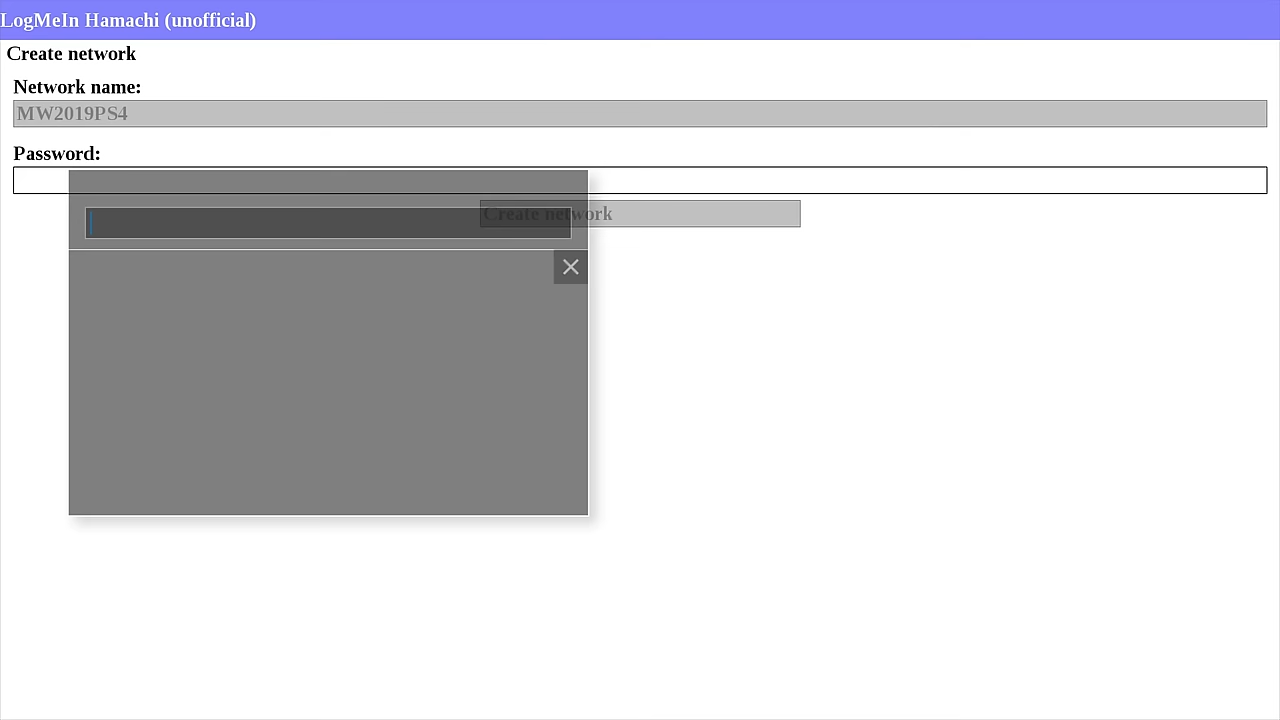 LogMeIn Hamachi (unofficial)
Create network
Network name:
MW2019PS4
Password:
Create network